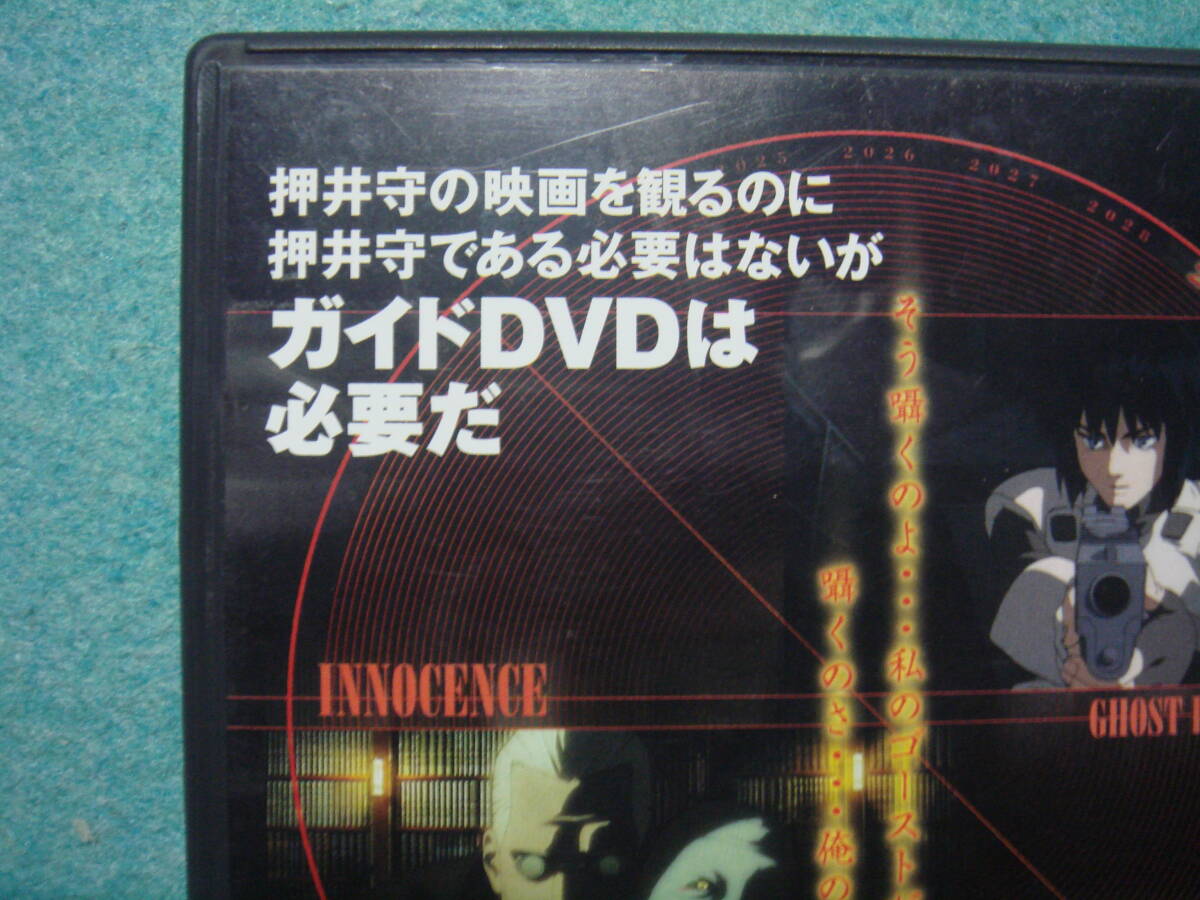 押井守の映画を観るのに
押井守である必要はないが
ガイドDVDは
必要だ
2025 2026 2027 2028
そう囁くのよ・・・私のゴースト
囁くのさ・・・俺の
INNOCENCE
GHOST